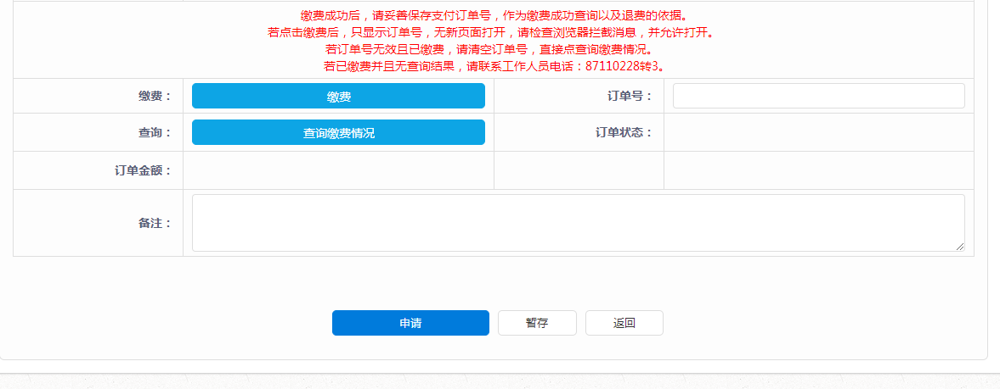 缴费成功后，请妥善保存支付订单号，作为缴费成功查询以及退费的依据。
若点击缴费后，只显示订单号，无新页面打开，请检查浏览器拦截消息，并允许打开。
若订单号无效且已缴费，请清空订单号，直接点查询缴费情况。
若已缴费并且无查询结果，请联系工作人员电话：87110228转3。
缴费： 缴费 订单号：
查询： 查询缴费情况 订单状态：
订单金额：
备注：
申请 暂存 返回